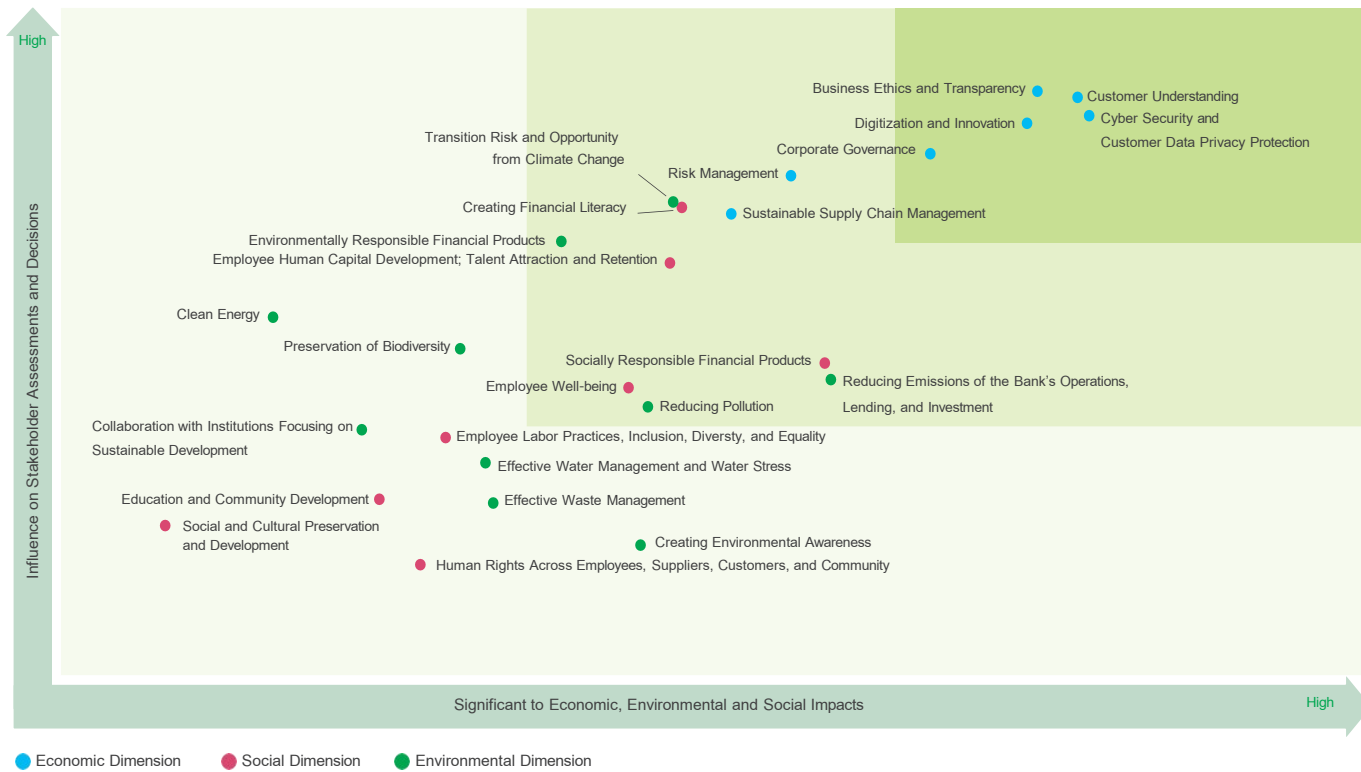 High
Business Ethics and Transparency
Customer Understanding
Digitization and Innovation
Cyber Security and
Customer Data Privacy Protection
Transition Risk and Opportunity
from Climate Change
Corporate Governance
Risk Management
Creating Financial Literacy
Sustainable Supply Chain Management
Environmentally Responsible Financial Products
Employee Human Capital Development; Talent Attraction and Retention
Clean Energy
Preservation of Biodiversity
Socially Responsible Financial Products
Reducing Emissions of the Bank's Operations,
Lending, and Investment
Employee Well-being
Reducing Pollution
Collaboration with Institutions Focusing on
Sustainable Development
Employee Labor Practices, Inclusion, Diversty, and Equality
Effective Water Management and Water Stress
Education and Community Development
Effective Waste Management
Social and Cultural Preservation
and Development
Creating Environmental Awareness
Human Rights Across Employees, Suppliers, Customers, and Community
Influence on Stakeholder Assessments and Decisions
Significant to Economic, Environmental and Social Impacts
High
Economic Dimension
Social Dimension
Environmental Dimension